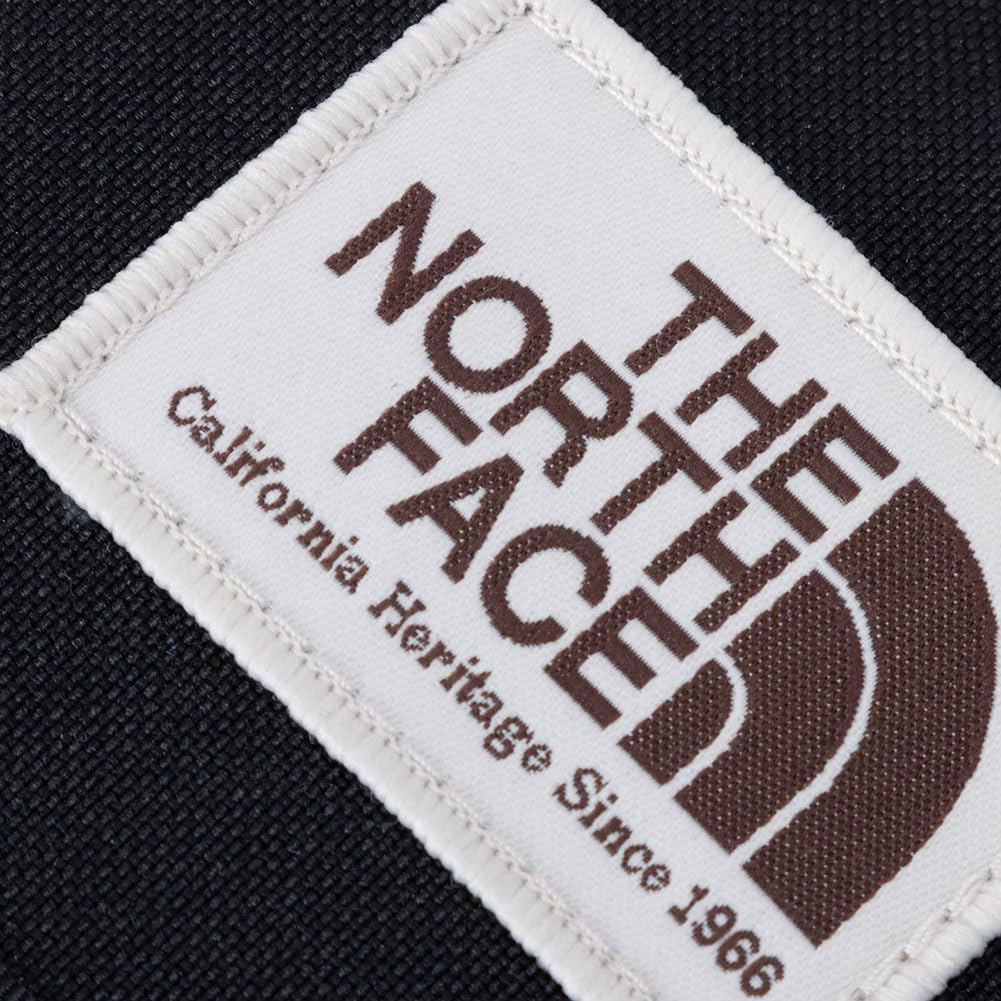 THE
NORTH
FACE
California Heritage Since 1966